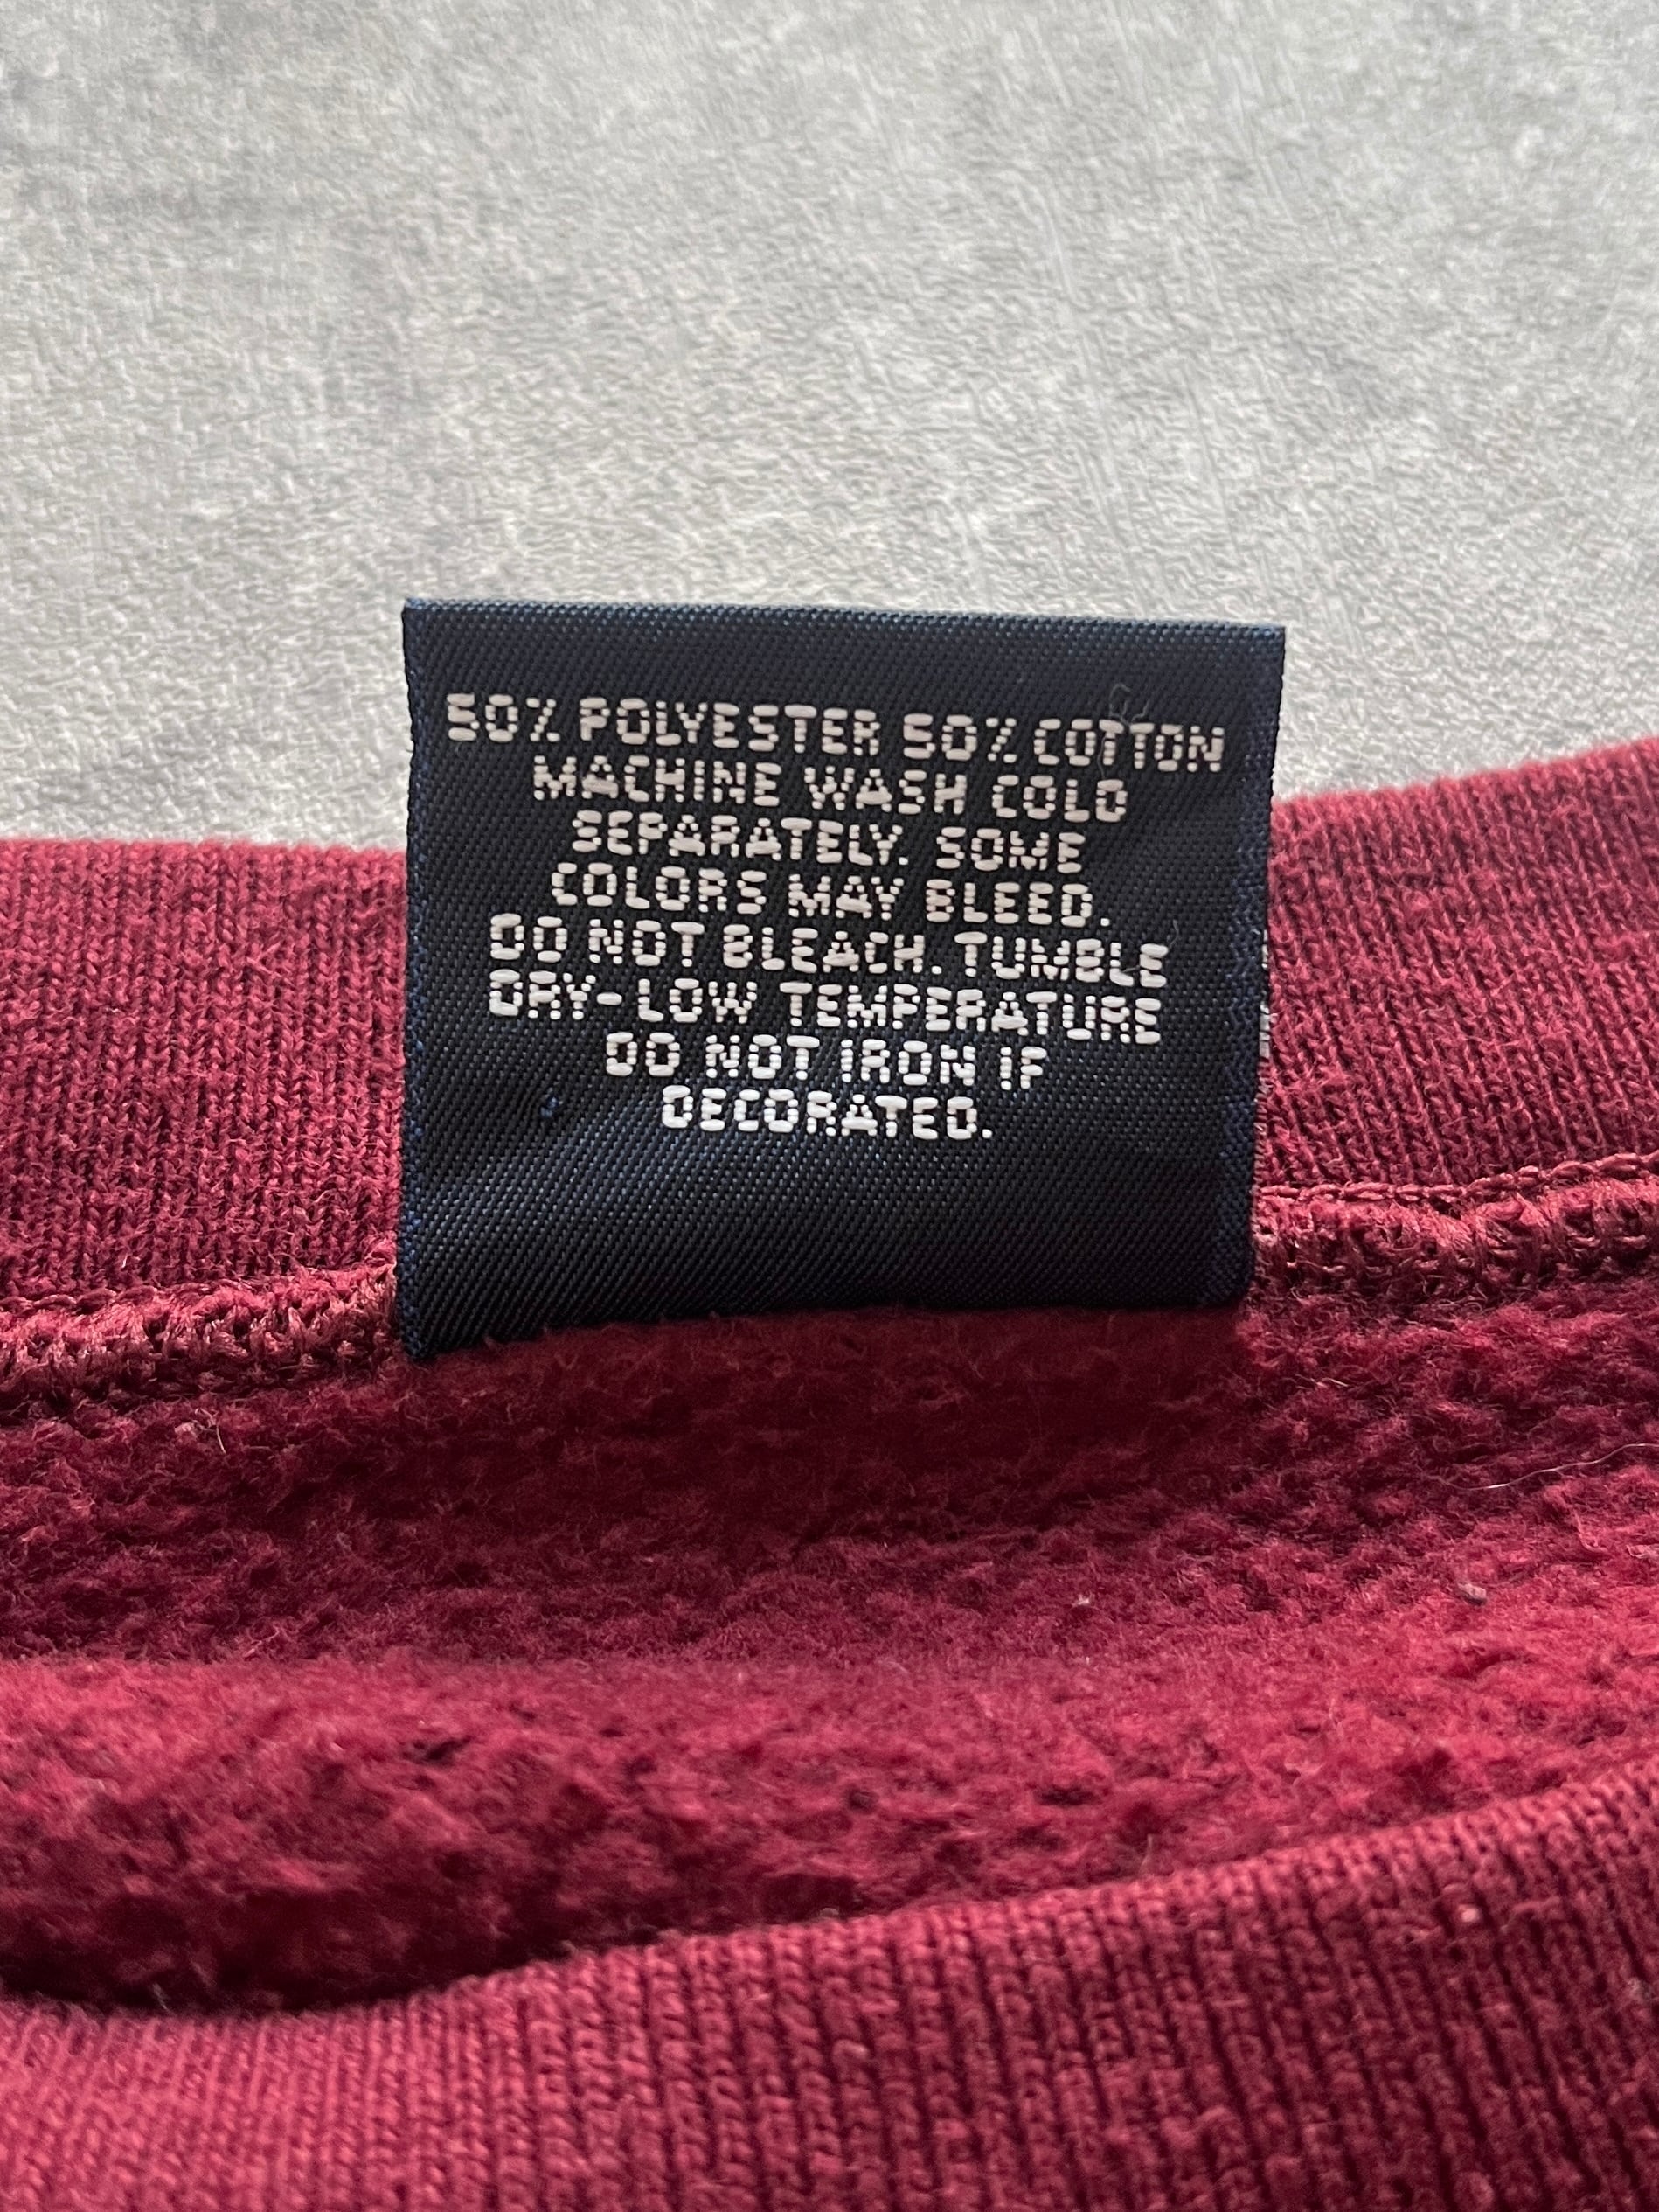 50% POLYESTER 50% COTTON
MACHINE WASH COLD
SEPARATELY. SOME
COLORS MAY BLEED.
DO NOT BLEACH. TUMBLE
DRY-LOW TEMPERATURE
DO NOT IRON IF
DECORATED.